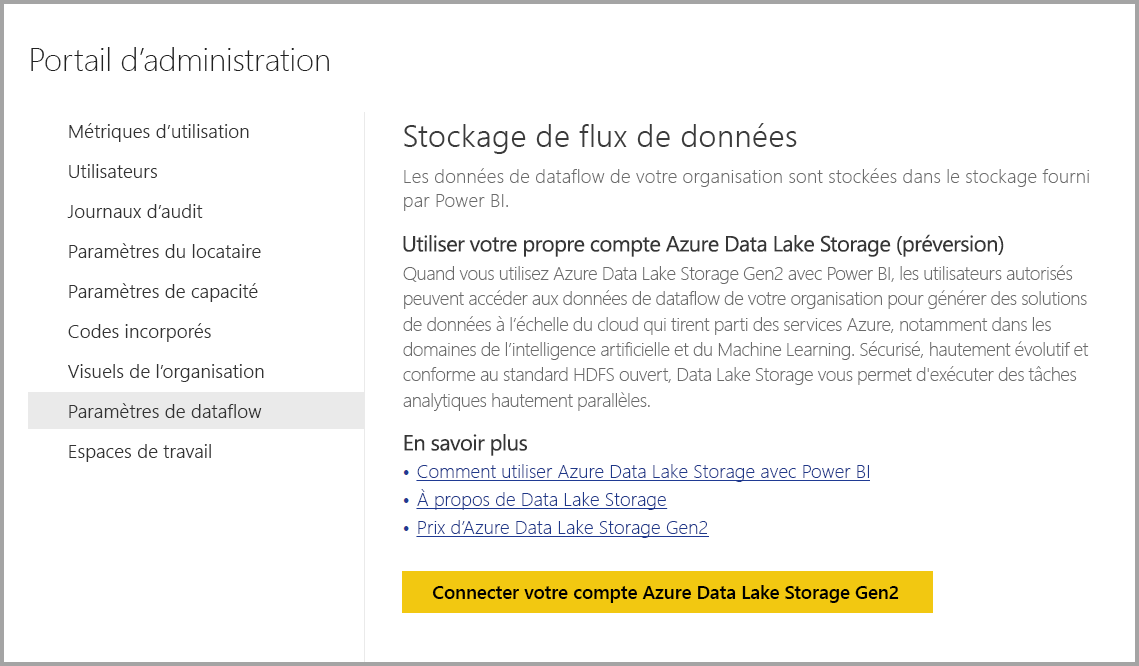 Portail d’administration
Métriques d’utilisation
Utilisateurs
Journaux d’audit
Paramètres du locataire
Paramètres de capacité
Codes incorporés
Visuels de l’organisation
Paramètres de dataflow
Espaces de travail
Stockage de flux de données
Les données de dataflow de votre organisation sont stockées dans le stockage fourni
par Power BI.
Utiliser votre propre compte Azure Data Lake Storage (préversion)
Quand vous utilisez Azure Data Lake Storage Gen2 avec Power BI, les utilisateurs autorisés
peuvent accéder aux données de dataflow de votre organisation pour générer des solutions
de données à l’échelle du cloud qui tirent parti des services Azure, notamment dans les
domaines de l’intelligence artificielle et du Machine Learning. Sécurisé, hautement évolutif et
conforme au standard HDFS ouvert, Data Lake Storage vous permet d'exécuter des tâches
analytiques hautement parallèles.
En savoir plus
• Comment utiliser Azure Data Lake Storage avec Power BI
• À propos de Data Lake Storage
• Prix d’Azure Data Lake Storage Gen2
Connecter votre compte Azure Data Lake Storage Gen2